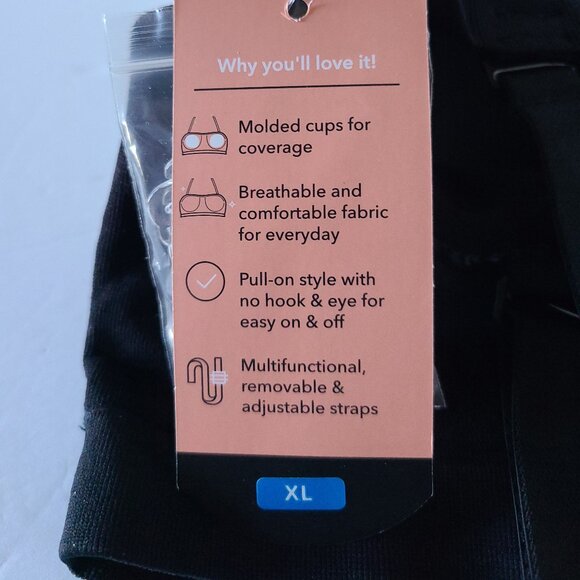 Why you'll love it!
Molded cups for
coverage
Breathable and
comfortable fabric
for everyday
Pull-on style with
no hook & eye for
easy on & off
Multifunctional,
removable &
adjustable straps
XL